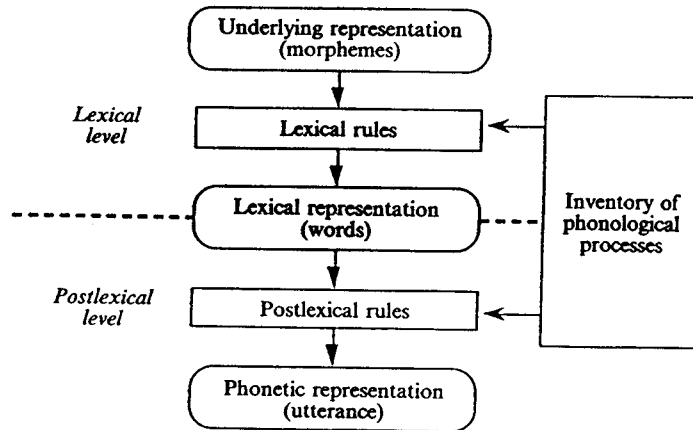 Underlying representation
(morphemes)
Lexical
level
Lexical rules
Lexical representation
(words)
Inventory of
phonological
processes
Postlexical
level
Postlexical rules
Phonetic representation
(utterance)